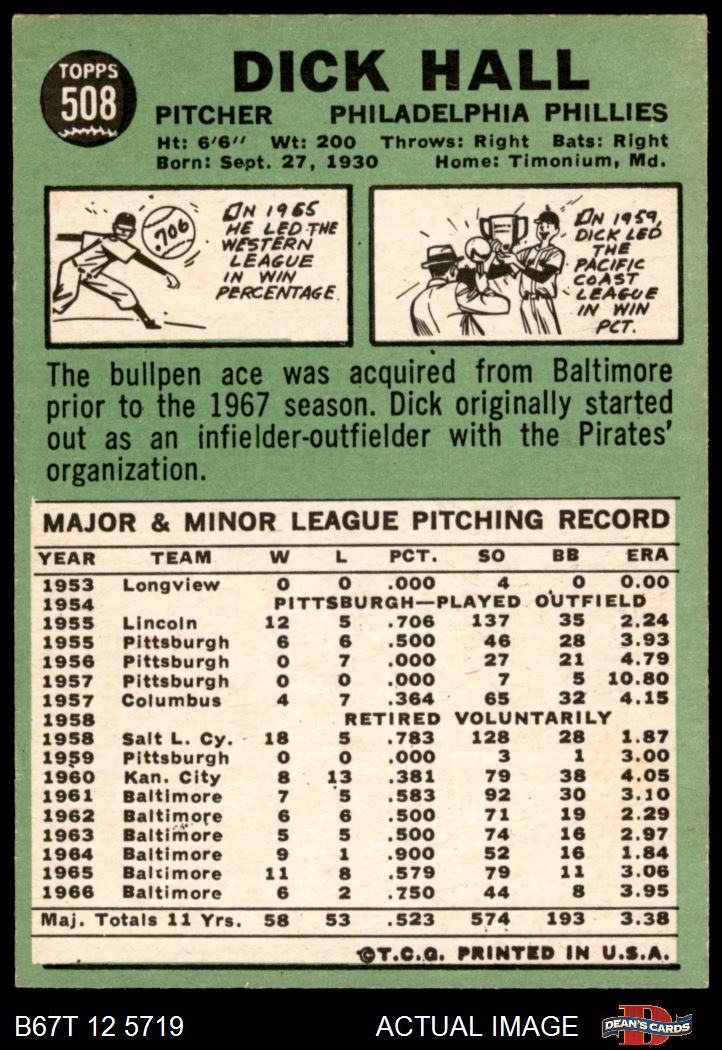 TOPPS
508
DICK HALL
PITCHER PHILADELPHIA PHILLIES
Ht: 6'6" Wt: 200 Throws: Right Bats: Right
Born: Sept. 27, 1930 Home: Timonium, Md.
.706
IN 1965
HE LED THE
WESTERN
LEAGUE
IN WIN
PERCENTAGE.
IN 1959,
DICK LED
THE
PACIFIC
COAST
LEAGUE
IN WIN
PCT.
The bullpen ace was acquired from Baltimore
prior to the 1967 season. Dick originally started
out as an infielder-outfielder with the Pirates'
organization.
MAJOR & MINOR LEAGUE PITCHING RECORD
YEAR TEAM W L PCT. SO BB ERA
1953 Longview 0 0 .000 4 0 0.00
1954 PITTSBURGH—PLAYED OUTFIELD
1955 Lincoln 12 5 .706 137 35 2.24
1955 Pittsburgh 6 6 .500 46 28 3.93
1956 Pittsburgh 0 7 .000 27 21 4.79
1957 Pittsburgh 0 0 .000 7 5 10.80
1957 Columbus 4 7 .364 65 32 4.15
1958 RETIRED VOLUNTARILY
1958 Salt L. Cy. 18 5 .783 128 28 1.87
1959 Pittsburgh 0 0 .000 3 1 3.00
1960 Kan. City 8 13 .381 79 38 4.05
1961 Baltimore 7 5 .583 92 30 3.10
1962 Baltimore 6 6 .500 71 19 2.29
1963 Baltimore 5 5 .500 74 16 2.97
1964 Baltimore 9 1 .900 52 16 1.84
1965 Baltimore 11 8 .579 79 11 3.06
1966 Baltimore 6 2 .750 44 8 3.95
Maj. Totals 11 Yrs. 58 53 .523 574 193 3.38
©T.C.G. PRINTED IN U.S.A.
B67T 12 5719 ACTUAL IMAGE
D
DEAN'S CARDS